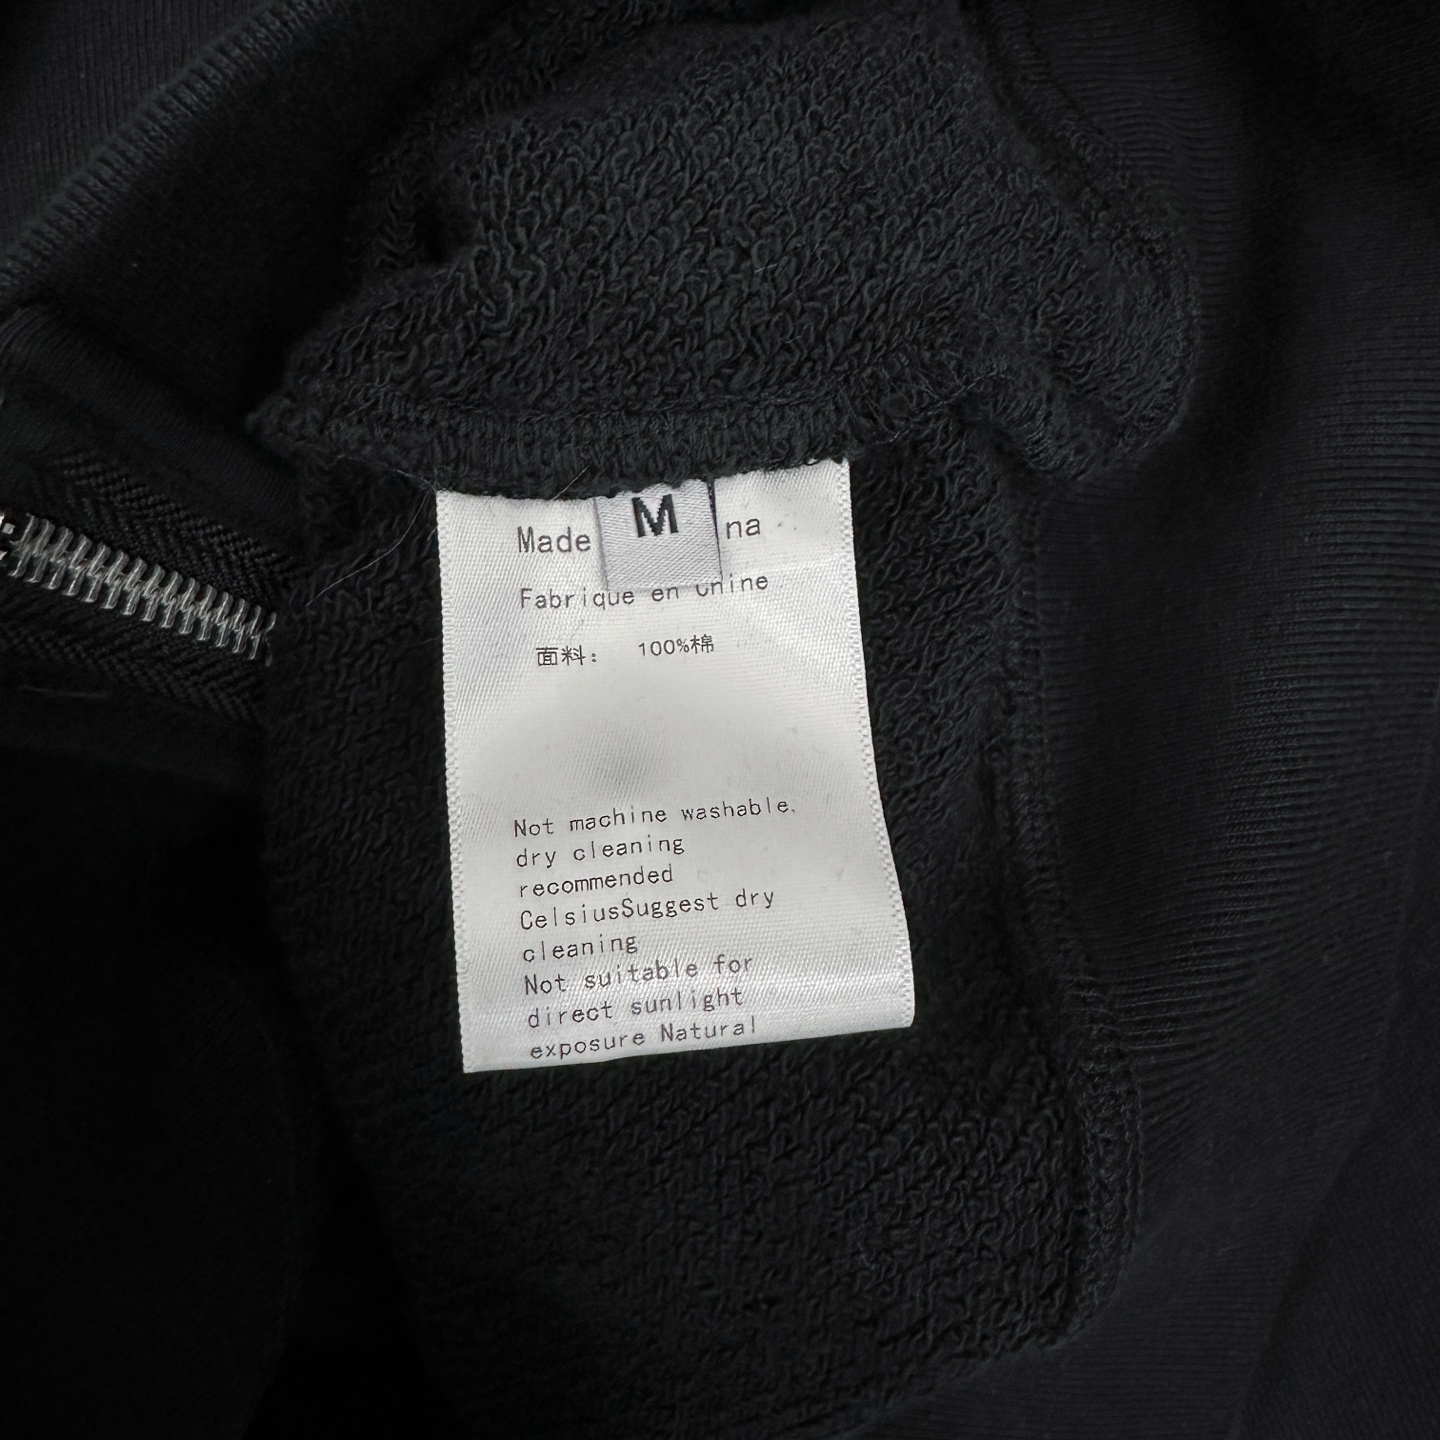 M
Made na
Fabrique en Chine
面料： 100%棉
Not machine washable.
dry cleaning
recommended
CelsiusSuggest dry
cleaning
Not suitable for
direct sunlight
exposure Natural